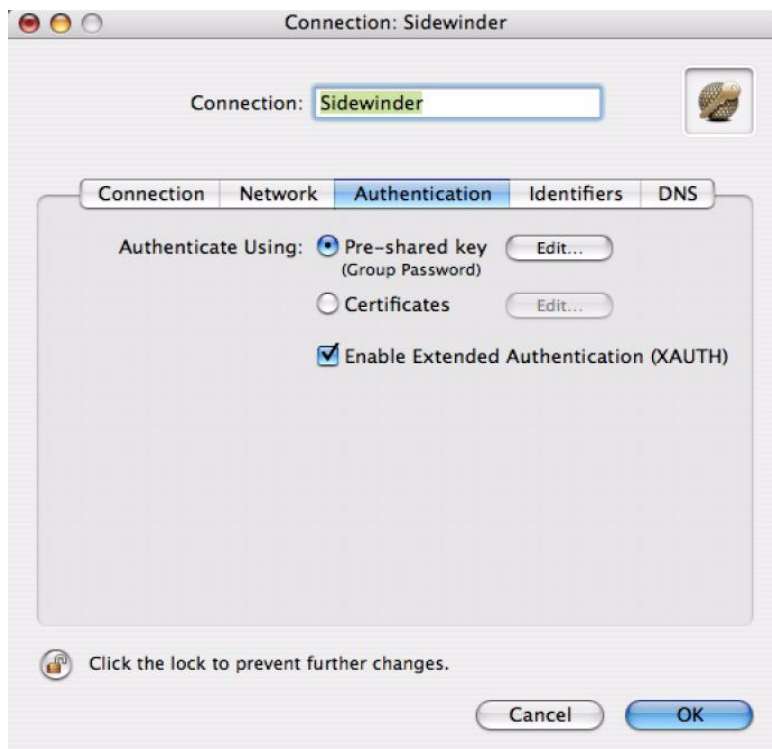 Connection: Sidewinder
Connection: Sidewinder
Connection Network Authentication Identifiers DNS
Authenticate Using: Pre-shared key Edit...
(Group Password)
Certificates Edit...
Enable Extended Authentication (XAUTH)
Click the lock to prevent further changes.
Cancel OK